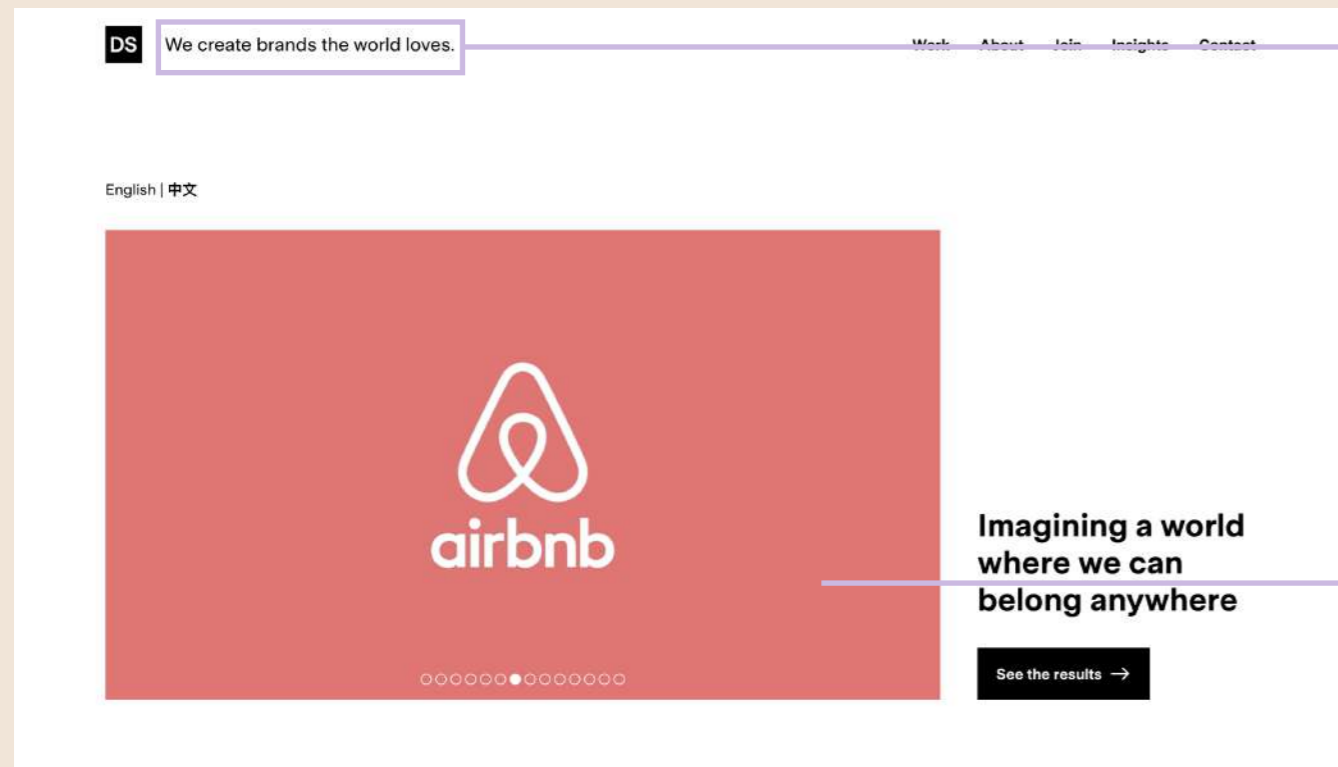 DS
We create brands the world loves.
Work About Join Insights Contact
English | 中文
airbnb
Imagining a world
where we can
belong anywhere
See the results →